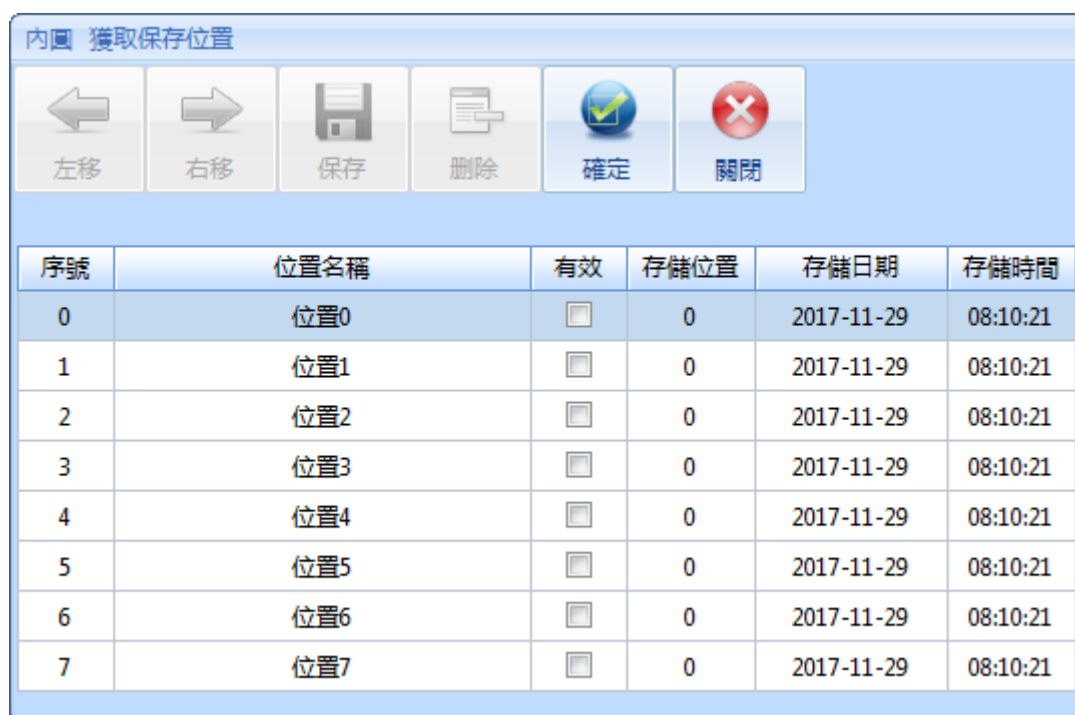 內圓 獲取保存位置
左移 右移 保存 删除 確定 關閉
序號 位置名稱 有效 存儲位置 存儲日期 存儲時間
0 位置0 0 2017-11-29 08:10:21
1 位置1 0 2017-11-29 08:10:21
2 位置2 0 2017-11-29 08:10:21
3 位置3 0 2017-11-29 08:10:21
4 位置4 0 2017-11-29 08:10:21
5 位置5 0 2017-11-29 08:10:21
6 位置6 0 2017-11-29 08:10:21
7 位置7 0 2017-11-29 08:10:21